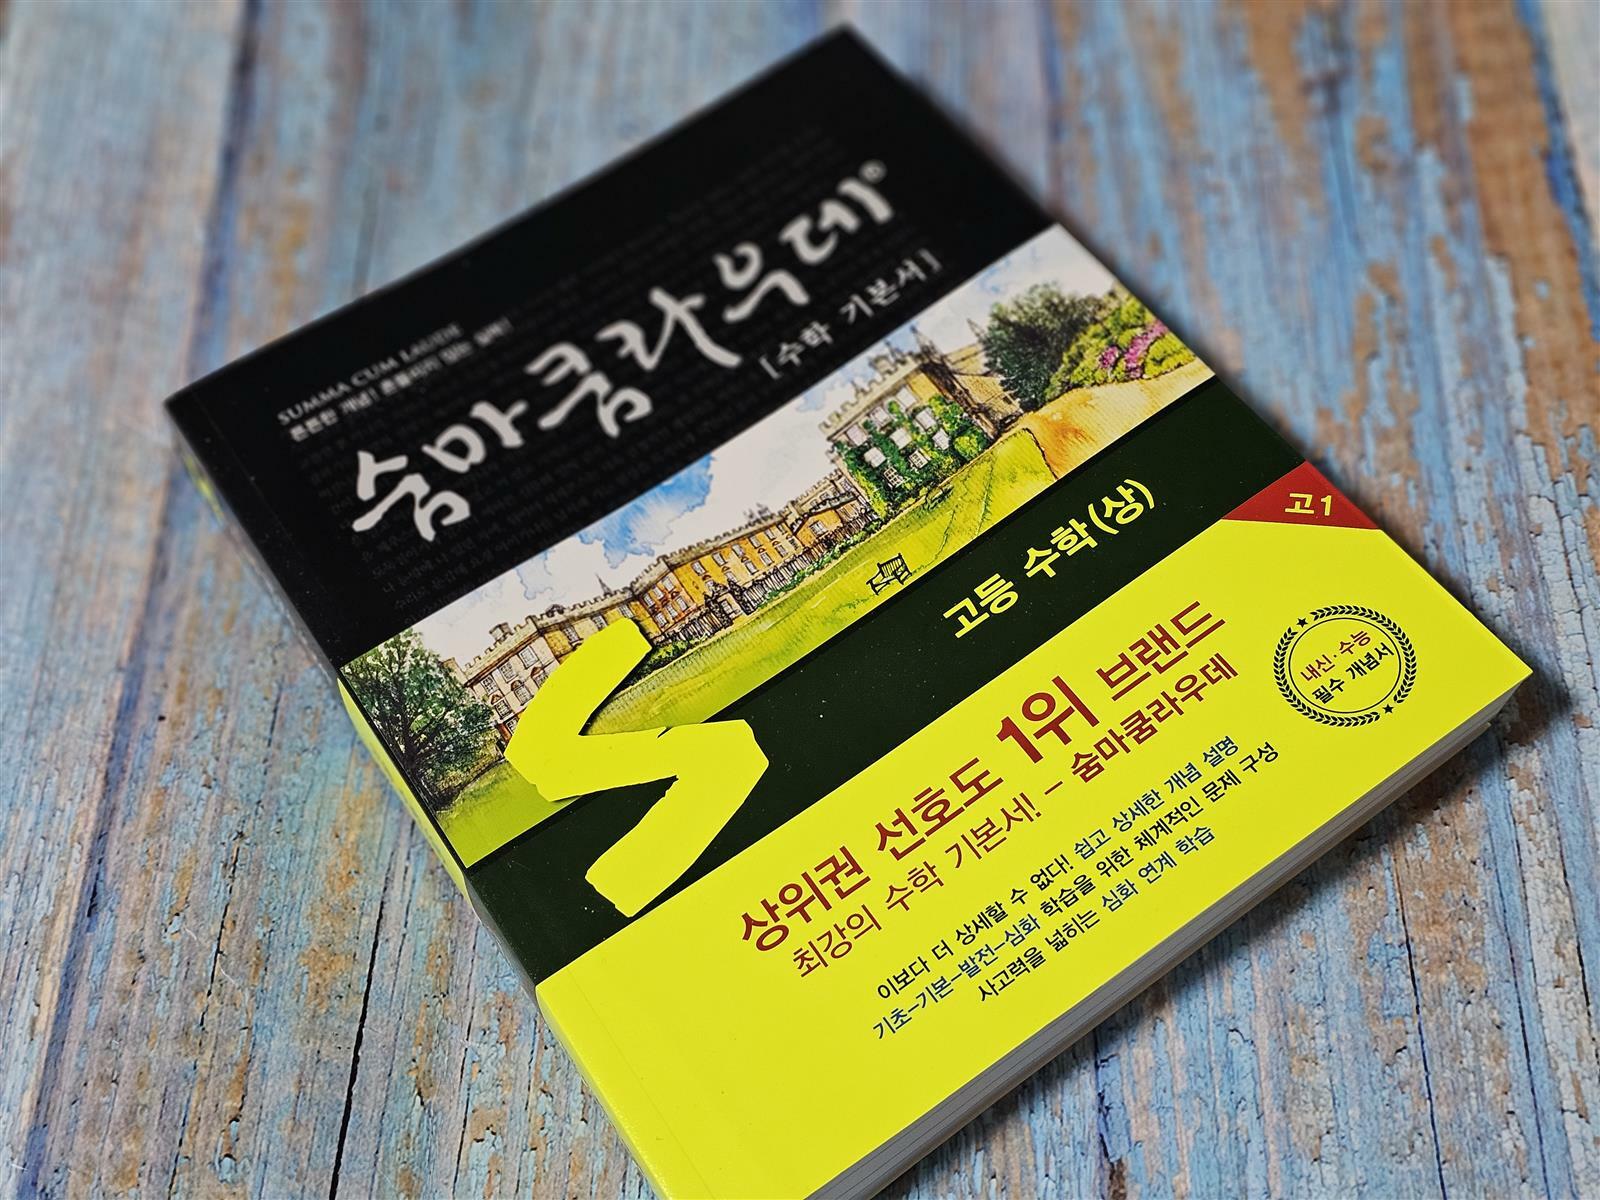 SUMMA CUM LAUDE
튼튼한 개념! 흔들리지 않는 실력!
숨마쿰라우데®
[수학 기본서]
고등 수학(상)
고1
상위권 선호도 1위 브랜드
최강의 수학 기본서! – 숨마쿰라우데
내신·수능
필수 개념서
이보다 더 상세할 수 없다! 쉽고 상세한 개념 설명
기초–기본–발전–심화 학습을 위한 체계적인 문제 구성
사고력을 넓히는 심화 연계 학습